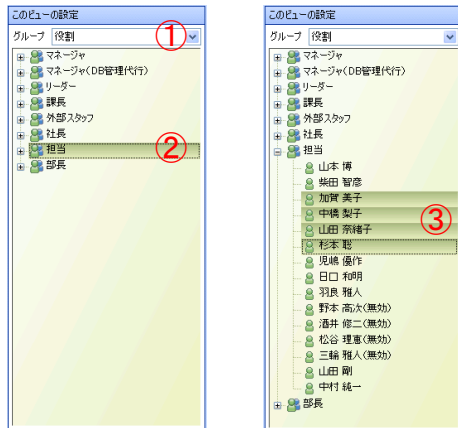 このビューの設定
グループ 役割 ①
マネージャ
マネージャ(DB管理代行)
リーダー
課長
外部スタッフ
社長
担当 ②
部長
このビューの設定
グループ 役割
マネージャ
マネージャ(DB管理代行)
リーダー
課長
外部スタッフ
社長
担当
山本 博
柴田 智彦
加賀 美子
中橋 梨子
山田 奈緒子 ③
杉本 聡
児嶋 優作
日口 和明
羽良 雅人
野本 高次(無効)
酒井 修二(無効)
松谷 理恵(無効)
三輪 雅人(無効)
山田 剛
中村 純一
部長